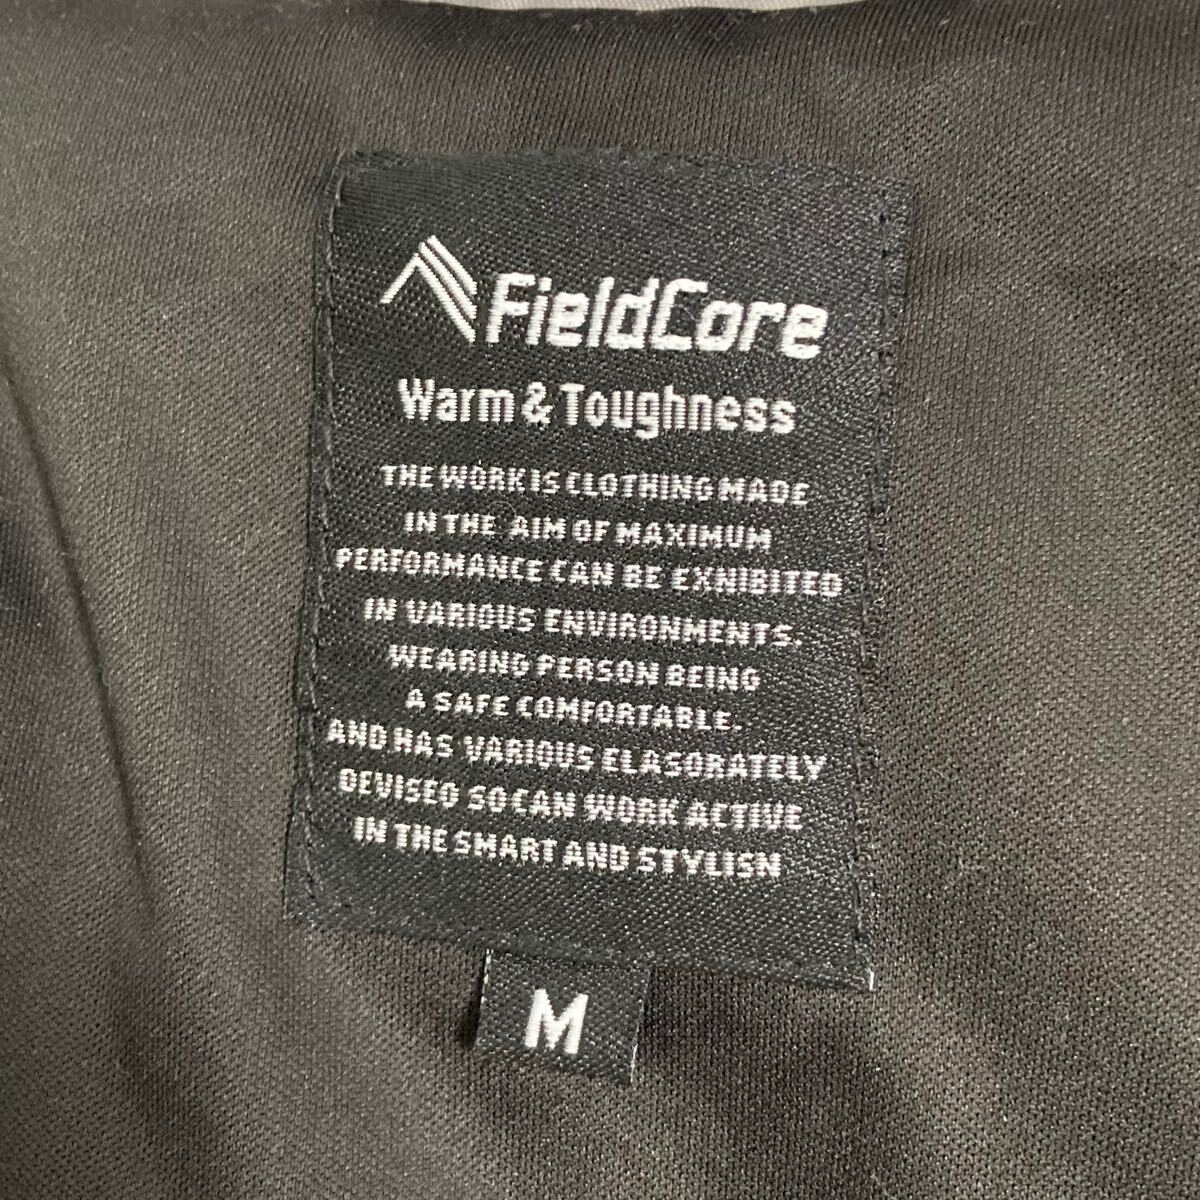 FieldCore
Warm & Toughness
THE WORK IS CLOTHING MADE
IN THE AIM OF MAXIMUM
PERFORMANCE CAN BE EXNIBITED
IN VARIOUS ENVIRONMENTS.
WEARING PERSON BEING
A SAFE COMFORTABLE.
AND HAS VARIOUS ELASORATELY
DEVISED SO CAN WORK ACTIVE
IN THE SMART AND STYLISH
M